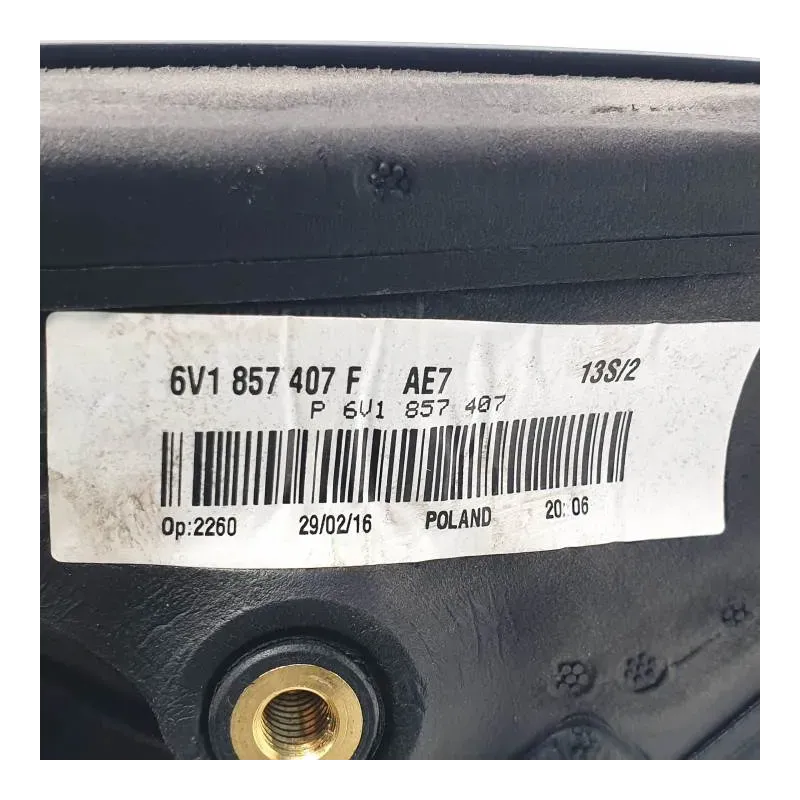 6V1 857 407 F AE7 13S/2
P 6V1 857 407
Op:2260 29/02/16 POLAND 20:06